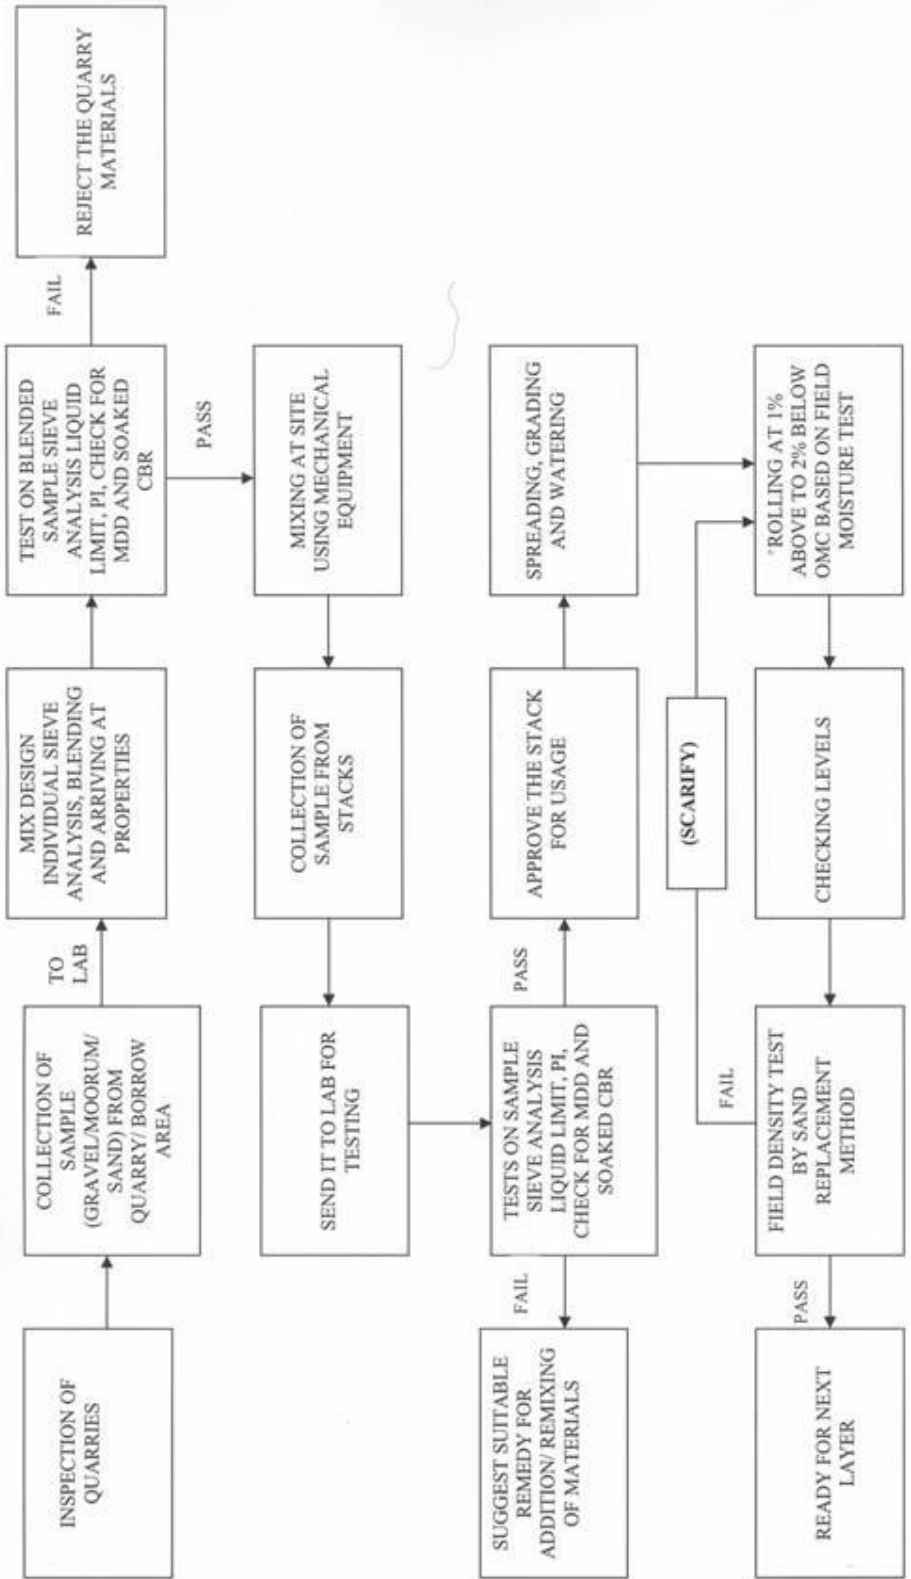 INSPECTION OF
QUARRIES
COLLECTION OF
SAMPLE
(GRAVEL/MOORUM/
SAND) FROM
QUARRY/ BORROW
AREA
TO
LAB
MIX DESIGN
INDIVIDUAL SIEVE
ANALYSIS, BLENDING
AND ARRIVING AT
PROPERTIES
TEST ON BLENDED
SAMPLE SIEVE
ANALYSIS LIQUID
LIMIT, PI, CHECK FOR
MDD AND SOAKED
CBR
FAIL
REJECT THE QUARRY
MATERIALS
PASS
MIXING AT SITE
USING MECHANICAL
EQUIPMENT
COLLECTION OF
SAMPLE FROM
STACKS
SEND IT TO LAB FOR
TESTING
TESTS ON SAMPLE
SIEVE ANALYSIS
LIQUID LIMIT, PI,
CHECK FOR MDD AND
SOAKED CBR
FAIL
SUGGEST SUITABLE
REMEDY FOR
ADDITION/ REMIXING
OF MATERIALS
PASS
APPROVE THE STACK
FOR USAGE
SPREADING, GRADING
AND WATERING
ROLLING AT 1%
ABOVE TO 2% BELOW
OMC BASED ON FIELD
MOISTURE TEST
CHECKING LEVELS
FIELD DENSITY TEST
BY SAND
REPLACEMENT
METHOD
FAIL
(SCARIFY)
PASS
READY FOR NEXT
LAYER